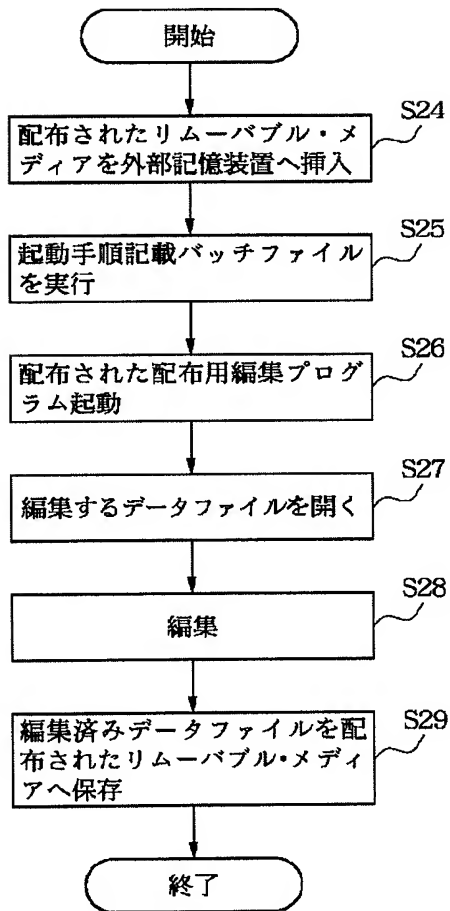 開始
S24
配布されたリムーバブル・メ
ディアを外部記憶装置へ挿入
S25
起動手順記載バッチファイル
を実行
S26
配布された配布用編集プログ
ラム起動
S27
編集するデータファイルを開く
S28
編集
S29
編集済みデータファイルを配
布されたリムーバブル・メディ
アへ保存
終了